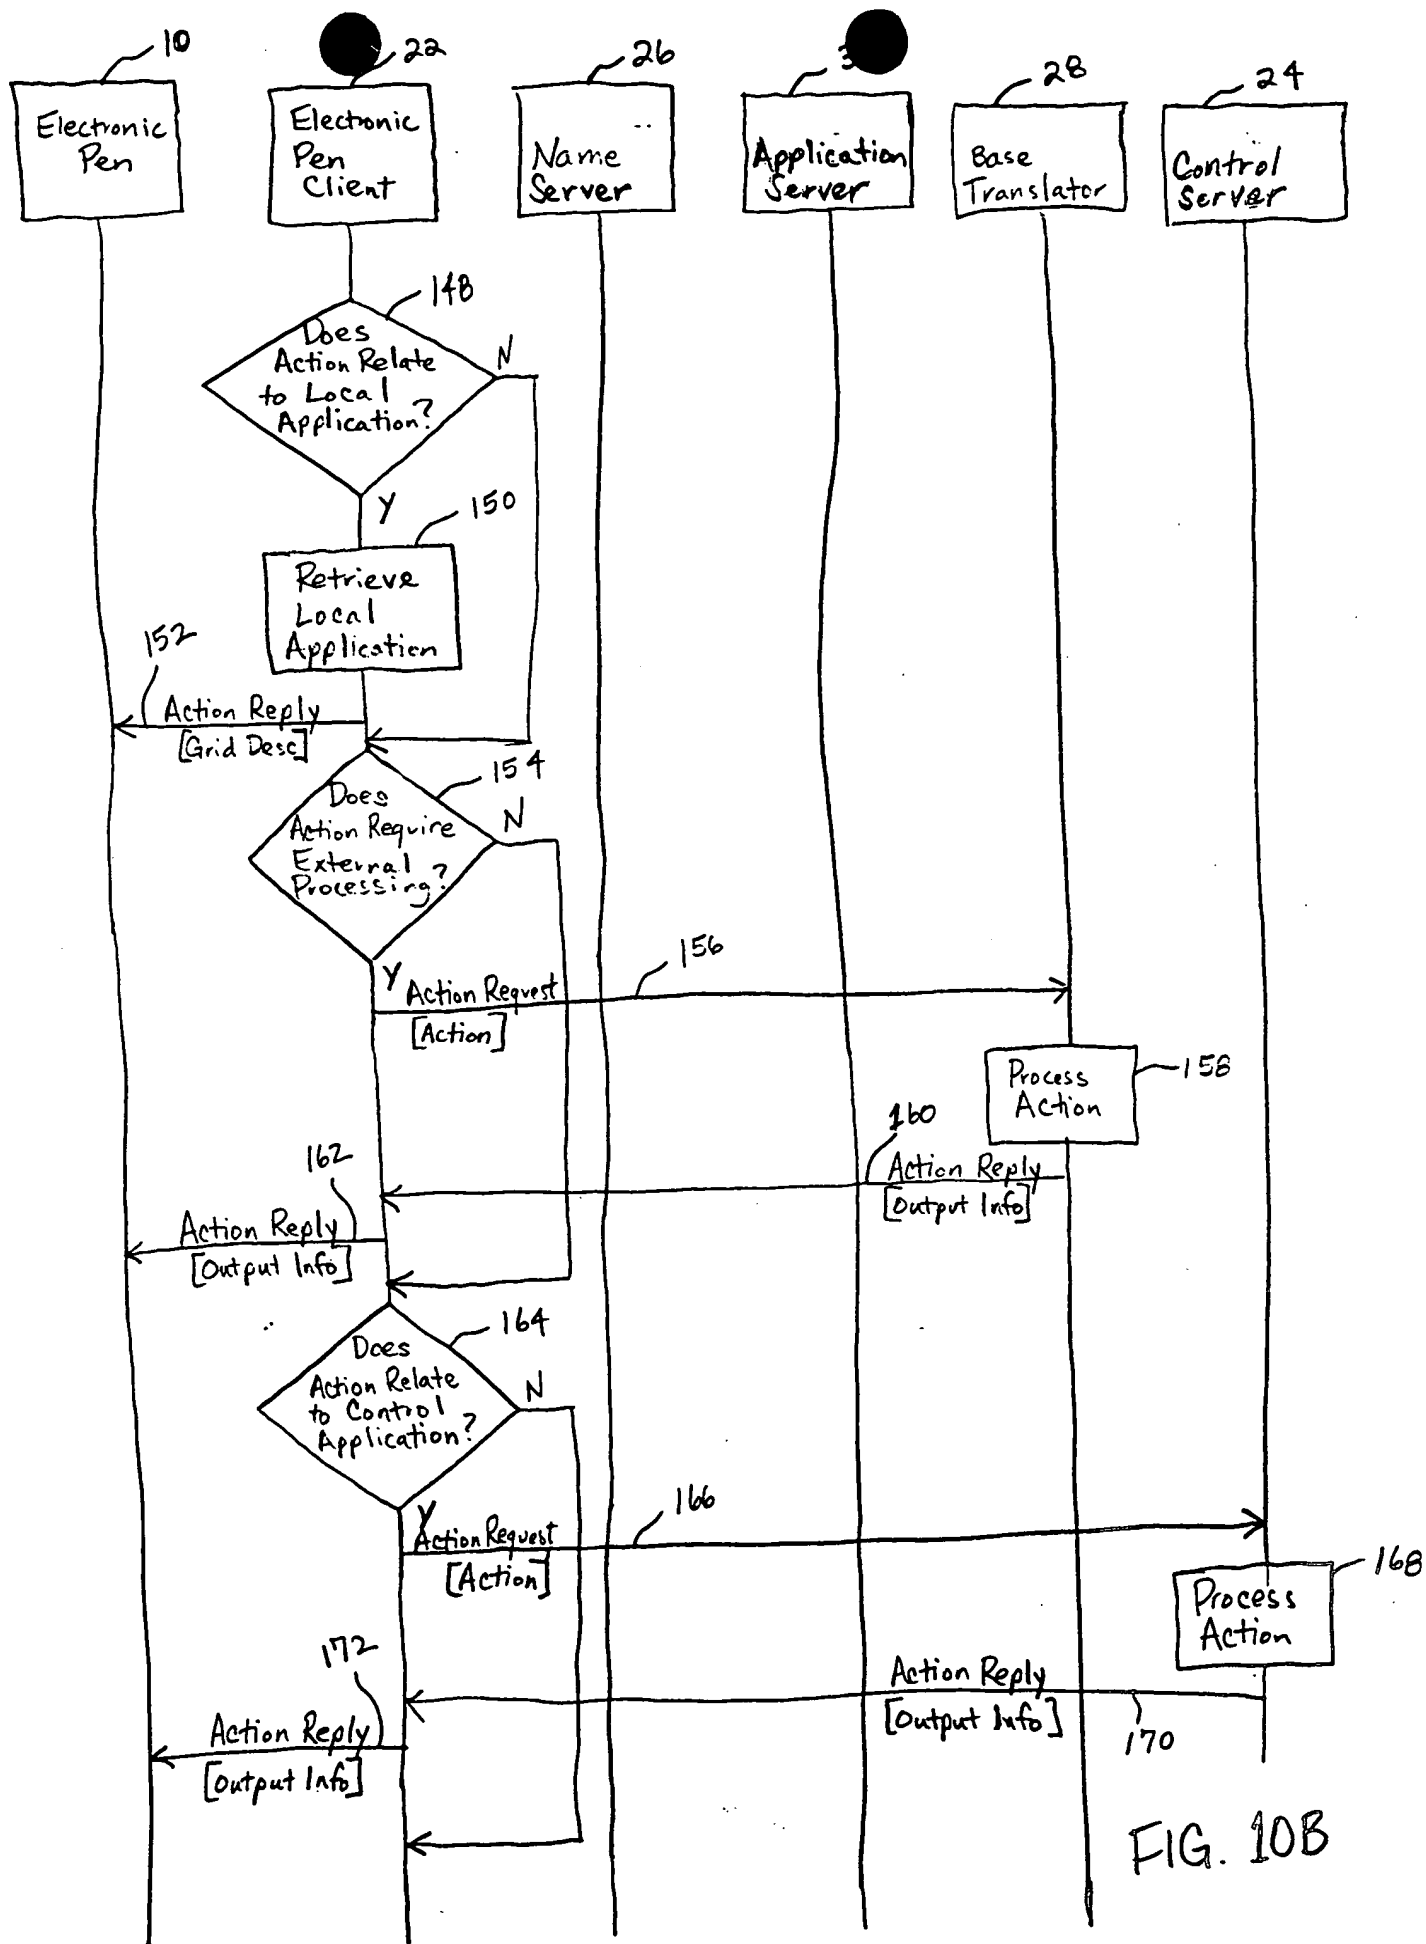 10
22
26
3
28
24
Electronic
Pen
Electronic
Pen
Client
Name
Server
Application
Server
Base
Translator
Control
Server
148
Does
Action Relate
to Local
Application?
N
Y
150
Retrieve
Local
Application
152
Action Reply
[Grid Desc]
154
Does
Action Require
External
Processing?
N
Y
156
Action Request
[Action]
Process
Action
158
160
Action Reply
[Output Info]
162
Action Reply
[Output Info]
164
Does
Action Relate
to Control
Application?
N
Y
166
Action Request
[Action]
168
Process
Action
172
Action Reply
[Output Info]
170
Action Reply
[Output Info]
FIG. 10B